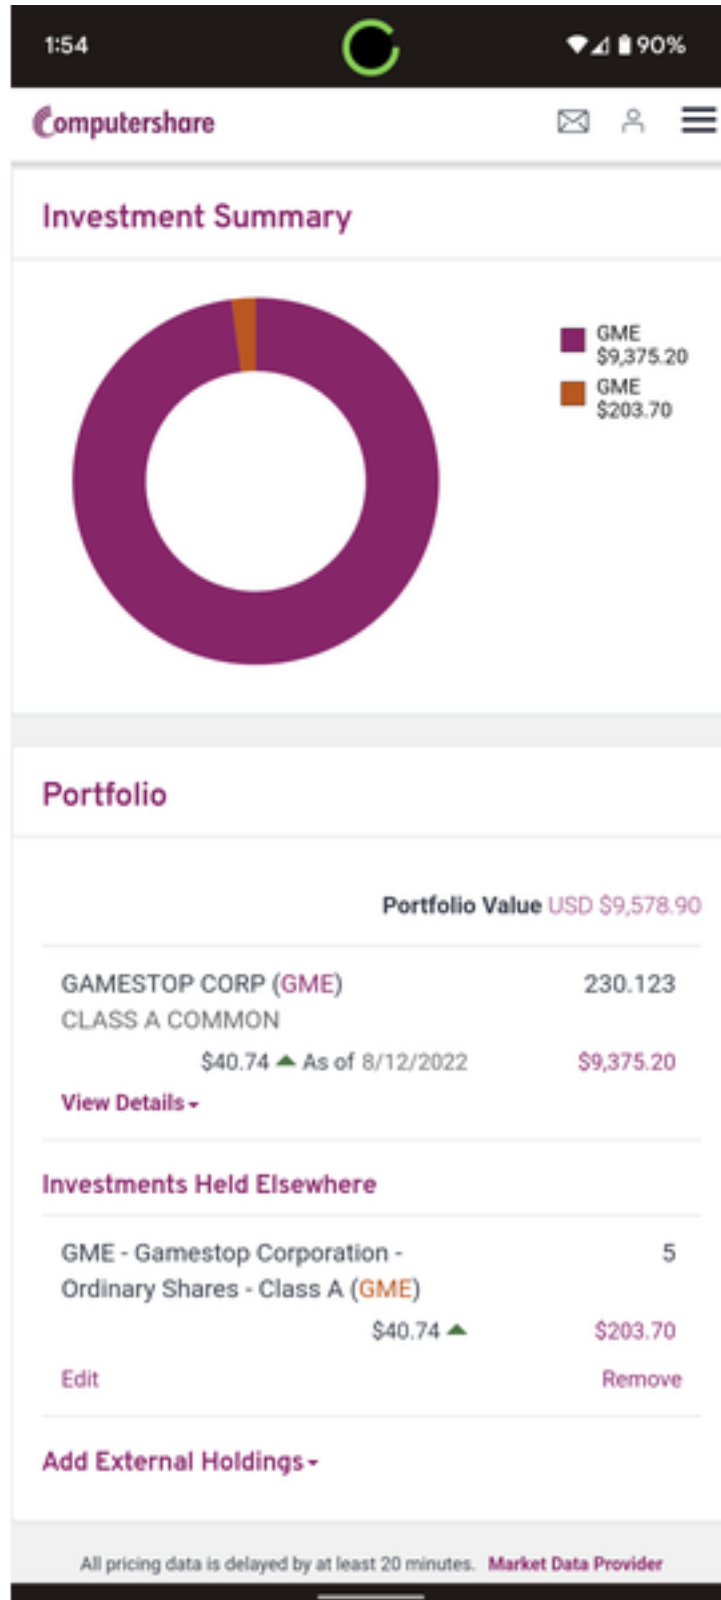 1:54
90%
Computershare
Investment Summary
GME
$9,375.20
GME
$203.70
Portfolio
Portfolio Value USD $9,578.90
GAMESTOP CORP (GME) 230.123
CLASS A COMMON
$40.74 As of 8/12/2022 $9,375.20
View Details
Investments Held Elsewhere
GME - Gamestop Corporation - 5
Ordinary Shares - Class A (GME)
$40.74 $203.70
Edit Remove
Add External Holdings
All pricing data is delayed by at least 20 minutes. Market Data Provider